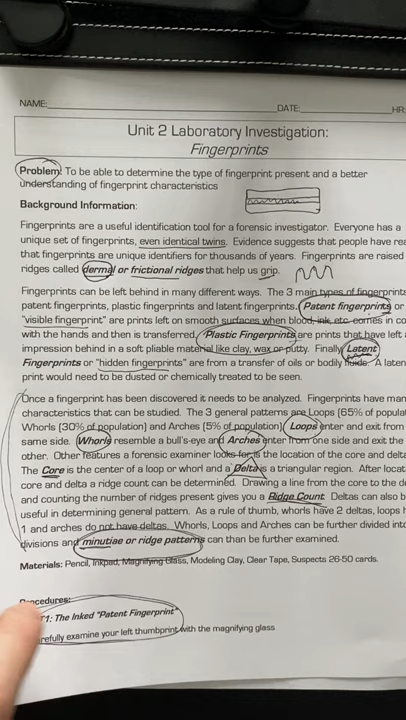 NAME: DATE: HR:
Unit 2 Laboratory Investigation:
Fingerprints
Problem: To be able to determine the type of fingerprint present and a better
understanding of fingerprint characteristics
Background Information:
Fingerprints are a useful identification tool for a forensic investigator. Everyone has a
unique set of fingerprints, even identical twins. Evidence suggests that people have
that fingerprints are unique identifiers for thousands of years. Fingerprints are raised
ridges called dermal or frictional ridges that help us grip.
Fingerprints can be left behind in many different ways. The 3 main types of fingerprints
patent fingerprints, plastic fingerprints and latent fingerprints. Patent fingerprints or
"visible fingerprint" are prints left on smooth surfaces when blood, ink, etc. comes in
with the hands and then is transferred. Plastic Fingerprints are prints that have left
impression behind in a soft pliable material like clay, wax or putty. Finally Latent
Fingerprints or "hidden fingerprints" are from a transfer of oils or bodily fluids. A
print would need to be dusted or chemically treated to be seen.
Once a fingerprint has been discovered it needs to be analyzed. Fingerprints have
characteristics that can be studied. The 3 general patterns are Loops (65% of
Whorls (30% of population) and Arches (5% of population). Loops enter and exit from
same side. Whorls resemble a bull's-eye and Arches enter from one side and exit the
other. Other features a forensic examiner looks for is the location of the core and
The Core is the center of a loop or whorl and a Delta is a triangular region. After
core and delta a ridge count can be determined. Drawing a line from the core to the
and counting the number of ridges present gives you a Ridge Count. Deltas can also
useful in determining general pattern. As a rule of thumb, whorls have 2 deltas, loops
1 and arches do not have deltas. Whorls, Loops and Arches can be further divided
divisions and minutiae or ridge patterns can than be further examined.
Materials: Pencil, Inkpad, Magnifying Glass, Modeling Clay, Clear Tape, Suspects 26-50 cards.
1: The Inked "Patent Fingerprint"
your left thumbprint with the magnifying glass